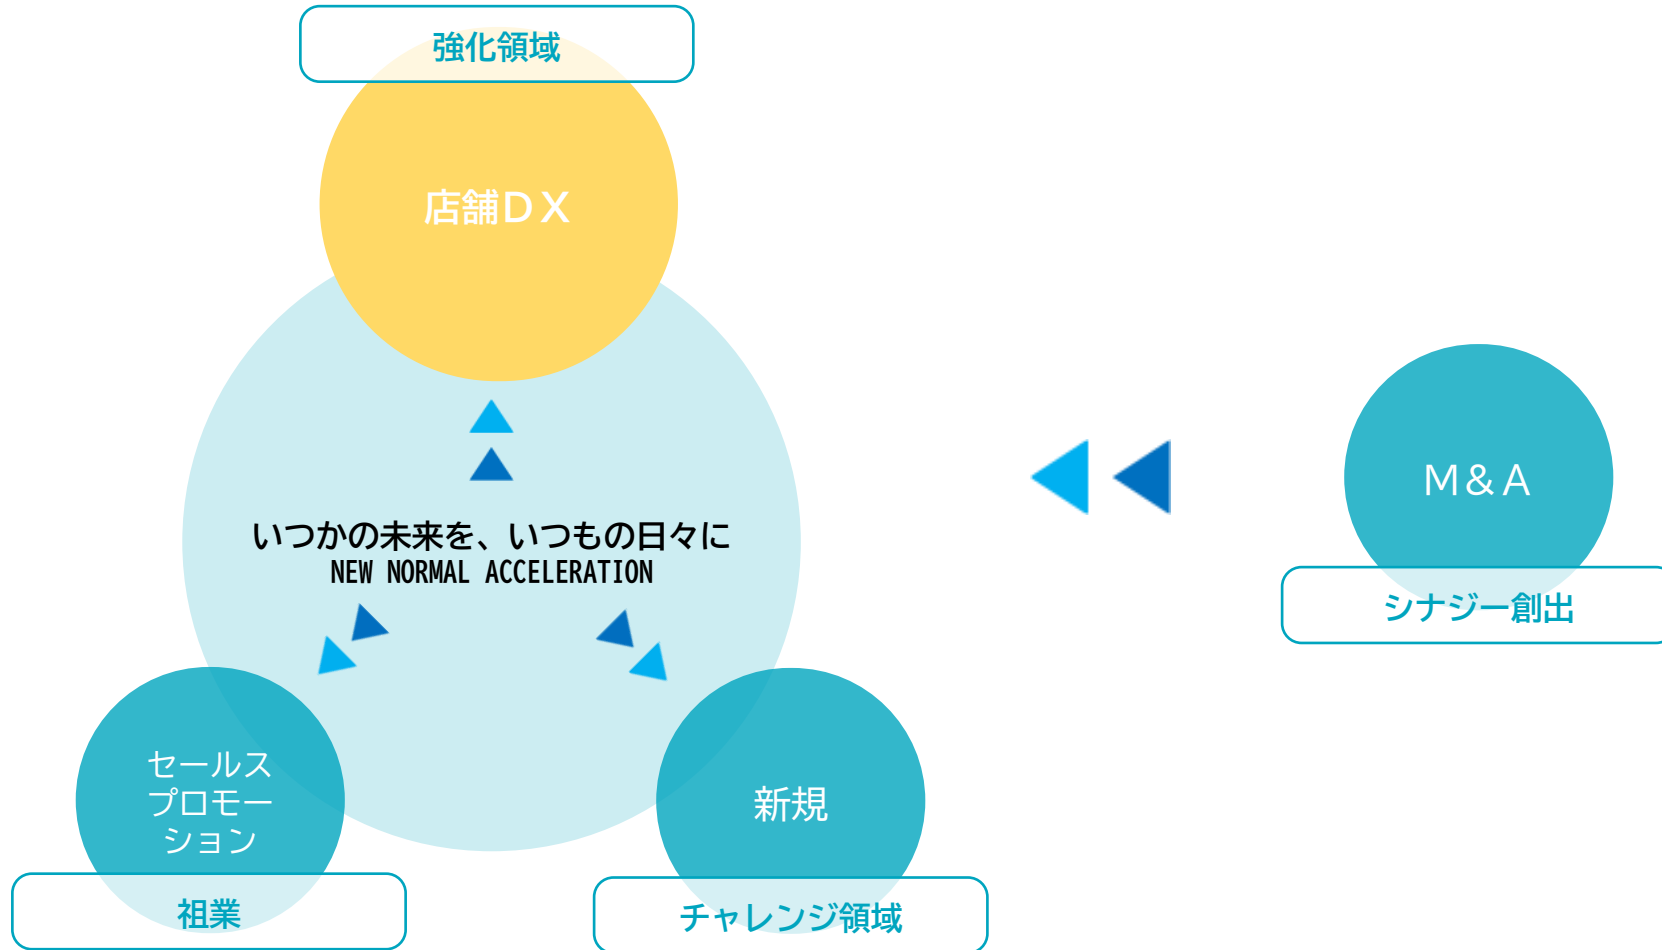 強化領域
店舗ＤＸ
いつかの未来を、いつもの日々に
NEW NORMAL ACCELERATION
Ｍ＆Ａ
シナジー創出
セールス
プロモー
ション
祖業
新規
チャレンジ領域